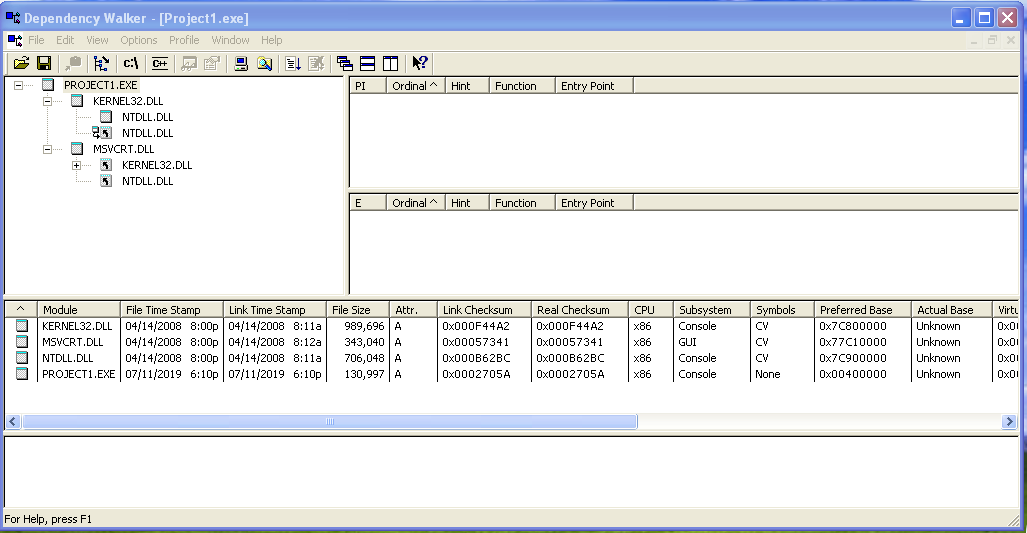 Dependency Walker - [Project1.exe]
File Edit View Options Profile Window Help
C:\ C++
PROJECT1.EXE
KERNEL32.DLL
NTDLL.DLL
NTDLL.DLL
MSVCRT.DLL
KERNEL32.DLL
NTDLL.DLL
PI Ordinal ^ Hint Function Entry Point
E Ordinal ^ Hint Function Entry Point
^ Module File Time Stamp Link Time Stamp File Size Attr. Link Checksum Real Checksum CPU Subsystem Symbols Preferred Base Actual Base Virtu
KERNEL32.DLL 04/14/2008 8:00p 04/14/2008 8:11a 989,696 A 0x000F44A2 0x000F44A2 x86 Console CV 0x7C800000 Unknown 0x00
MSVCRT.DLL 04/14/2008 8:00p 04/14/2008 8:12a 343,040 A 0x00057341 0x00057341 x86 GUI CV 0x77C10000 Unknown 0x00
NTDLL.DLL 04/14/2008 8:00p 04/14/2008 8:11a 706,048 A 0x000B62BC 0x000B62BC x86 Console CV 0x7C900000 Unknown 0x00
PROJECT1.EXE 07/11/2019 6:10p 07/11/2019 6:10p 130,997 A 0x0002705A 0x0002705A x86 Console None 0x00400000 Unknown 0x00
For Help, press F1